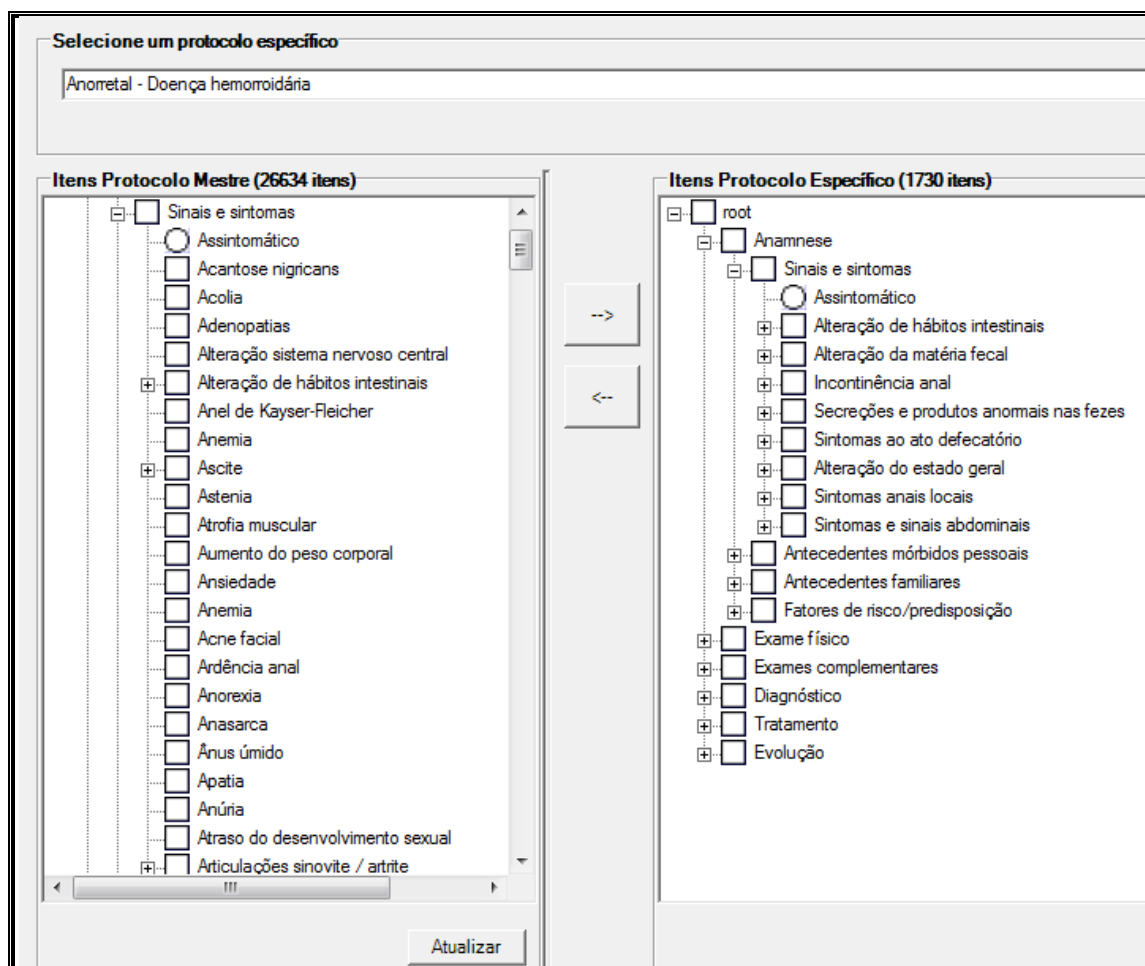 Selecione um protocolo específico
Anorretal - Doença hemorroidária
Itens Protocolo Mestre (26634 itens)
Sinais e sintomas
Assintomático
Acantose nigricans
Acolia
Adenopatias
Alteração sistema nervoso central
Alteração de hábitos intestinais
Anel de Kayser-Fleicher
Anemia
Ascite
Astenia
Atrofia muscular
Aumento do peso corporal
Ansiedade
Anemia
Acne facial
Ardência anal
Anorexia
Anasarca
Ânus úmido
Apatia
Anúria
Atraso do desenvolvimento sexual
Articulações sinovite / artrite
Atualizar
-->
<--
Itens Protocolo Específico (1730 itens)
root
Anamnese
Sinais e sintomas
Assintomático
Alteração de hábitos intestinais
Alteração da matéria fecal
Incontinência anal
Secreções e produtos anormais nas fezes
Sintomas ao ato defecatório
Alteração do estado geral
Sintomas anais locais
Sintomas e sinais abdominais
Antecedentes mórbidos pessoais
Antecedentes familiares
Fatores de risco/predisposição
Exame físico
Exames complementares
Diagnóstico
Tratamento
Evolução